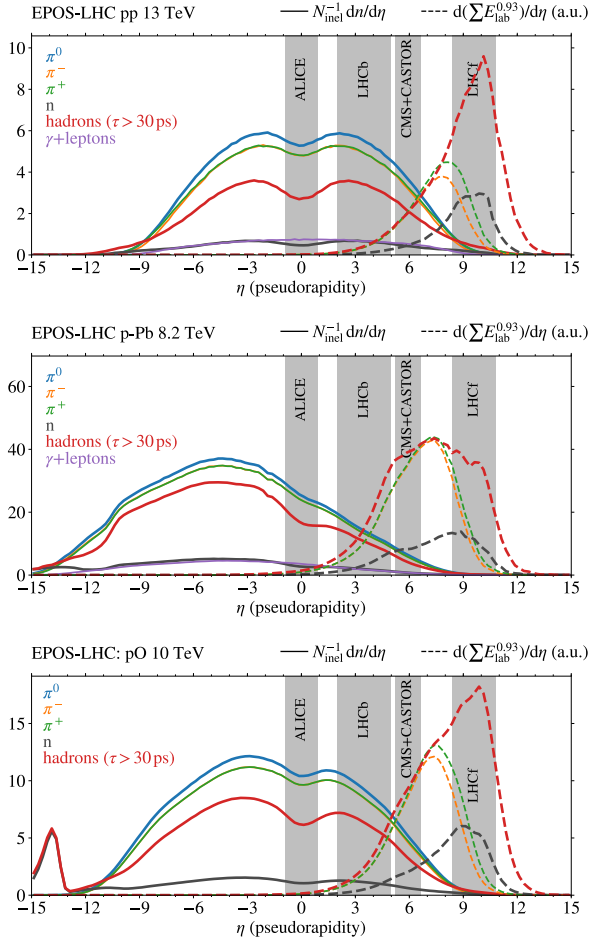 EPOS-LHC pp 13 TeV
N_inel^−1 dn/dη
d(∑E_lab^0.93)/dη (a.u.)
10
8
6
4
2
0
π^0
π^−
π^+
n
hadrons (τ > 30 ps)
γ+leptons
ALICE
LHCb
CMS+CASTOR
LHCf
−15 −12 −9 −6 −3 0 3 6 9 12 15
η (pseudorapidity)
EPOS-LHC p-Pb 8.2 TeV
N_inel^−1 dn/dη
d(∑E_lab^0.93)/dη (a.u.)
60
40
20
0
π^0
π^−
π^+
n
hadrons (τ > 30 ps)
γ+leptons
ALICE
LHCb
CMS+CASTOR
LHCf
−15 −12 −9 −6 −3 0 3 6 9 12 15
η (pseudorapidity)
EPOS-LHC: pO 10 TeV
N_inel^−1 dn/dη
d(∑E_lab^0.93)/dη (a.u.)
15
10
5
0
π^0
π^−
π^+
n
hadrons (τ > 30 ps)
ALICE
LHCb
CMS+CASTOR
LHCf
−15 −12 −9 −6 −3 0 3 6 9 12 15
η (pseudorapidity)